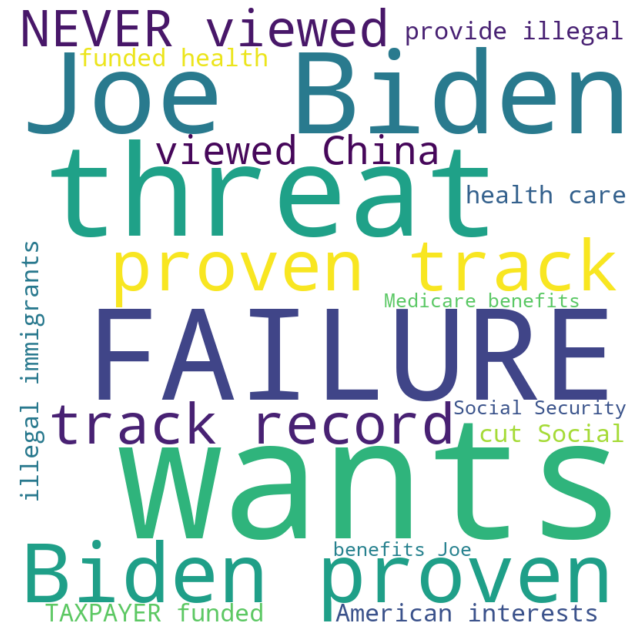 NEVER viewed
provide illegal
funded health
Joe Biden
viewed China
threat
health care
proven track
illegal immigrants
Medicare benefits
FAILURE
track record
Social Security
cut Social
wants
benefits Joe
Biden proven
TAXPAYER funded
American interests